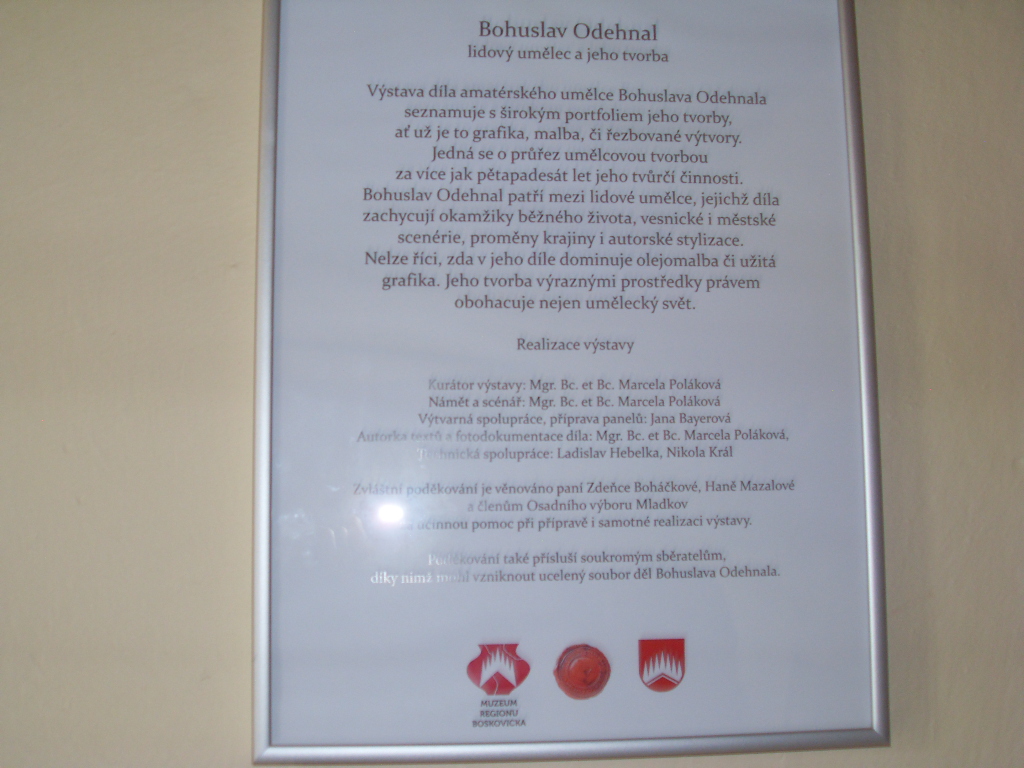 Bohuslav Odehnal
lidový umělec a jeho tvorba
Výstava díla amatérského umělce Bohuslava Odehnala
seznamuje s širokým portfoliem jeho tvorby,
ať už je to grafika, malba, či řezbované výtvory.
Jedná se o průřez umělcovou tvorbou
za více jak pětapadesát let jeho tvůrčí činnosti.
Bohuslav Odehnal patří mezi lidové umělce, jejichž díla
zachycují okamžiky běžného života, vesnické i městské
scenérie, proměny krajiny i autorské stylizace.
Nelze říci, zda v jeho díle dominuje olejomalba či užitá
grafika. Jeho tvorba výraznými prostředky právem
obohacuje nejen umělecký svět.
Realizace výstavy
Kurátor výstavy: Mgr. Bc. et Bc. Marcela Poláková
Námět a scénář: Mgr. Bc. et Bc. Marcela Poláková
Výtvarná spolupráce, příprava panelů: Jana Bayerová
Autorka textů a fotodokumentace díla: Mgr. Bc. et Bc. Marcela Poláková,
Technická spolupráce: Ladislav Hebelka, Nikola Král
Zvláštní poděkování je věnováno paní Zdeňce Boháčkové, Haně Mazalové
a členům Osadního výboru Mladkov
účinnou pomoc při přípravě i samotné realizaci výstavy.
Poděkování také přísluší soukromým sběratelům,
díky nimž mohl vzniknout ucelený soubor děl Bohuslava Odehnala.
MUZEUM
REGIONU
BOSKOVICKA